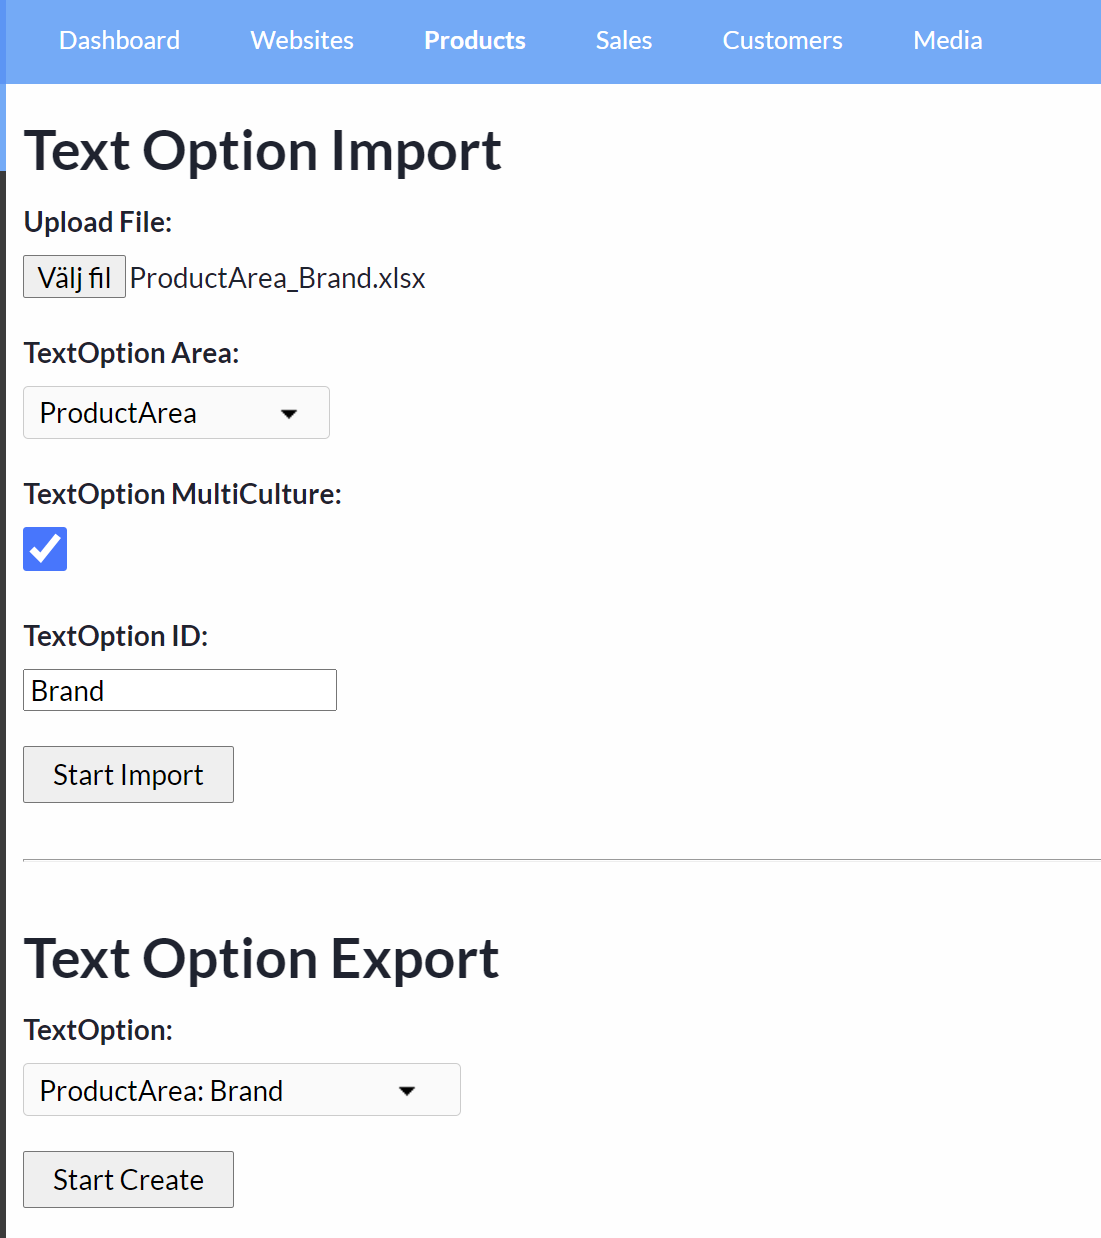 Dashboard Websites Products Sales Customers Media
Text Option Import
Upload File:
Välj fil ProductArea_Brand.xlsx
TextOption Area:
ProductArea
TextOption MultiCulture:
TextOption ID:
Brand
Start Import
Text Option Export
TextOption:
ProductArea: Brand
Start Create